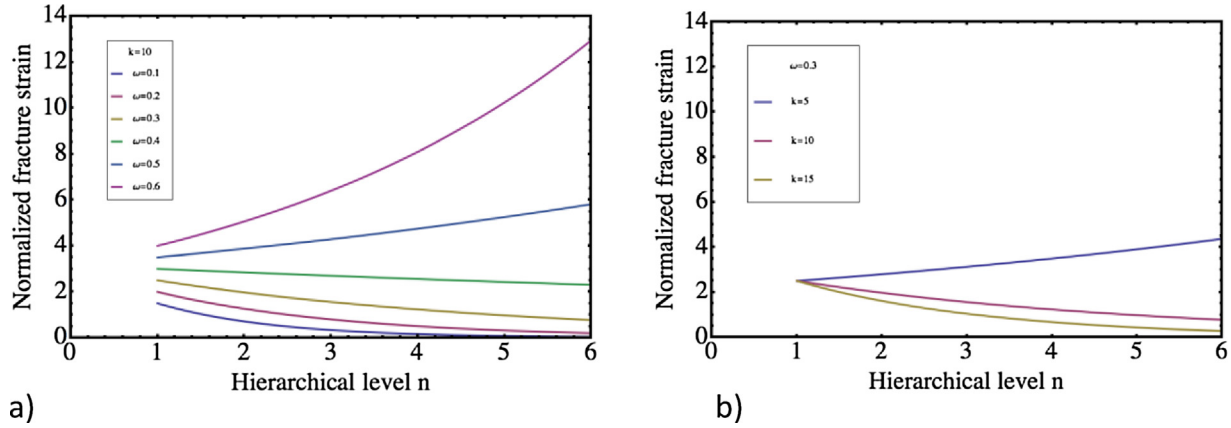 14
12
10
8
6
4
2
0
Normalized fracture strain
k=10
ω=0.1
ω=0.2
ω=0.3
ω=0.4
ω=0.5
ω=0.6
0 1 2 3 4 5 6
Hierarchical level n
a)
14
12
10
8
6
4
2
0
Normalized fracture strain
ω=0.3
k=5
k=10
k=15
0 1 2 3 4 5 6
Hierarchical level n
b)